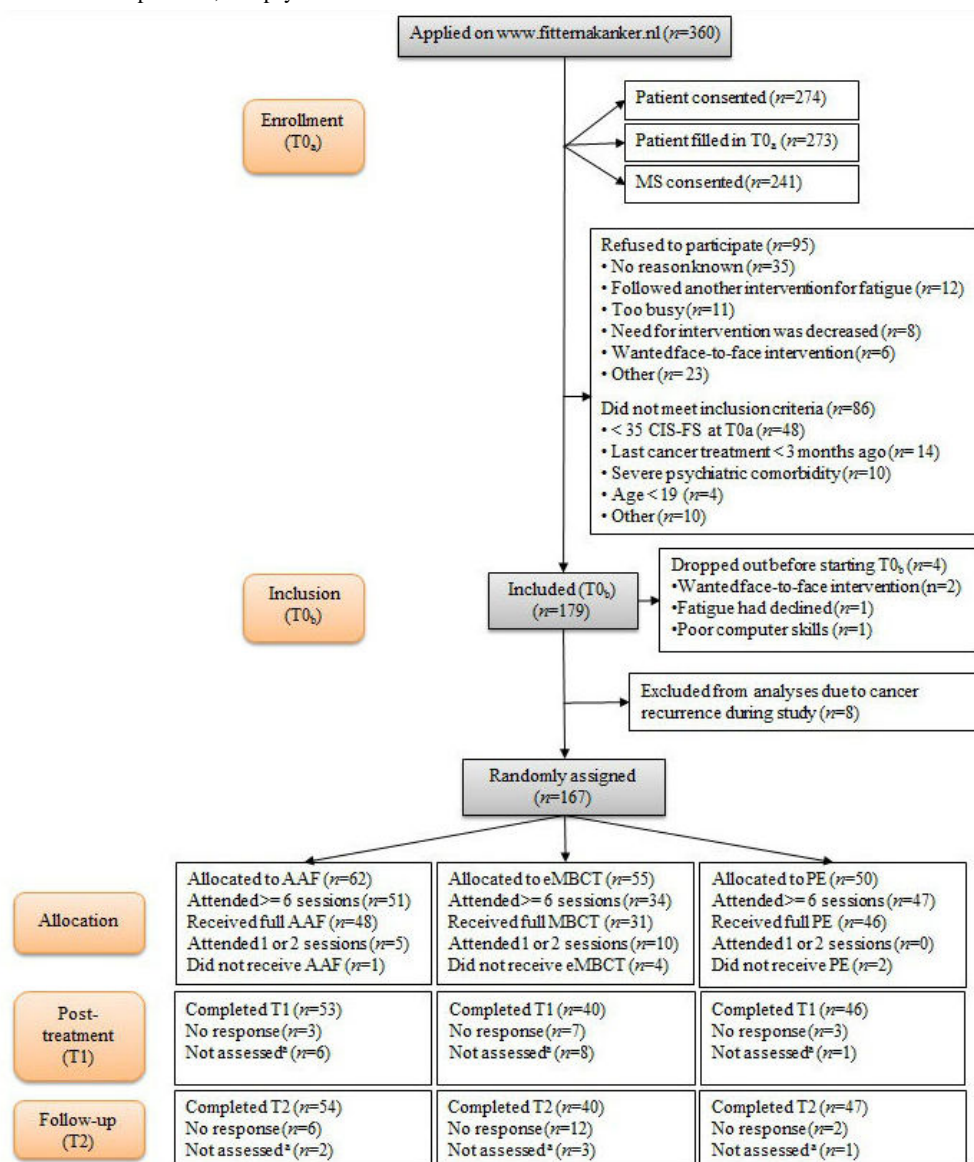 Applied on www.fitternakanker.nl (n=360)
Enrollment
(T0a)
Patient consented (n=274)
Patient filled in T0a (n=273)
MS consented (n=241)
Refused to participate (n=95)
• No reason known (n=35)
• Followed another intervention for fatigue (n=12)
• Too busy (n=11)
• Need for intervention was decreased (n=8)
• Wanted face-to-face intervention (n=6)
• Other (n=23)
Did not meet inclusion criteria (n=86)
• < 35 CIS-FS at T0a (n=48)
• Last cancer treatment < 3 months ago (n=14)
• Severe psychiatric comorbidity (n=10)
• Age < 19 (n=4)
• Other (n=10)
Inclusion
(T0b)
Included (T0b)
(n=179)
Dropped out before starting T0b (n=4)
•Wanted face-to-face intervention (n=2)
•Fatigue had declined (n=1)
•Poor computer skills (n=1)
Excluded from analyses due to cancer
recurrence during study (n=8)
Randomly assigned
(n=167)
Allocation
Allocated to AAF (n=62)
Attended >= 6 sessions (n=51)
Received full AAF (n=48)
Attended 1 or 2 sessions (n=5)
Did not receive AAF (n=1)
Allocated to eMBCT (n=55)
Attended >= 6 sessions (n=34)
Received full MBCT (n=31)
Attended 1 or 2 sessions (n=10)
Did not receive eMBCT (n=4)
Allocated to PE (n=50)
Attended >= 6 sessions (n=47)
Received full PE (n=46)
Attended 1 or 2 sessions (n=0)
Did not receive PE (n=2)
Post-
treatment
(T1)
Completed T1 (n=53)
No response (n=3)
Not assessedª (n=6)
Completed T1 (n=40)
No response (n=7)
Not assessedª (n=8)
Completed T1 (n=46)
No response (n=3)
Not assessedª (n=1)
Follow-up
(T2)
Completed T2 (n=54)
No response (n=6)
Not assessedª (n=2)
Completed T2 (n=40)
No response (n=12)
Not assessedª (n=3)
Completed T2 (n=47)
No response (n=2)
Not assessedª (n=1)